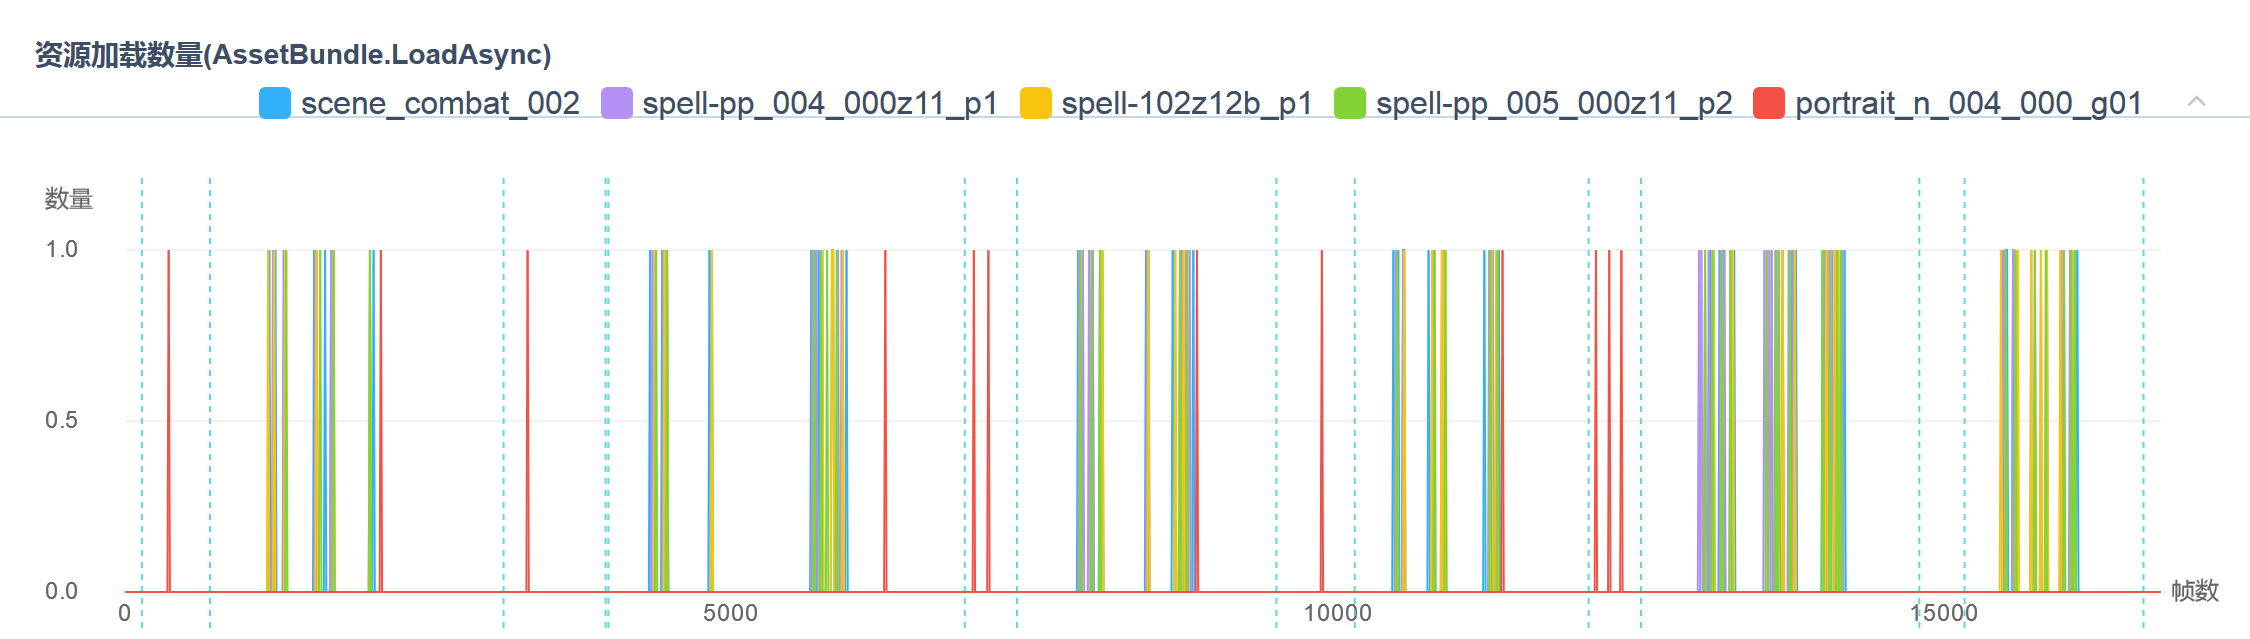 资源加载数量(AssetBundle.LoadAsync)
scene_combat_002 spell-pp_004_000z11_p1 spell-102z12b_p1 spell-pp_005_000z11_p2 portrait_n_004_000_g01
数量
1.0
0.5
0.0
帧数
0 5000 10000 15000